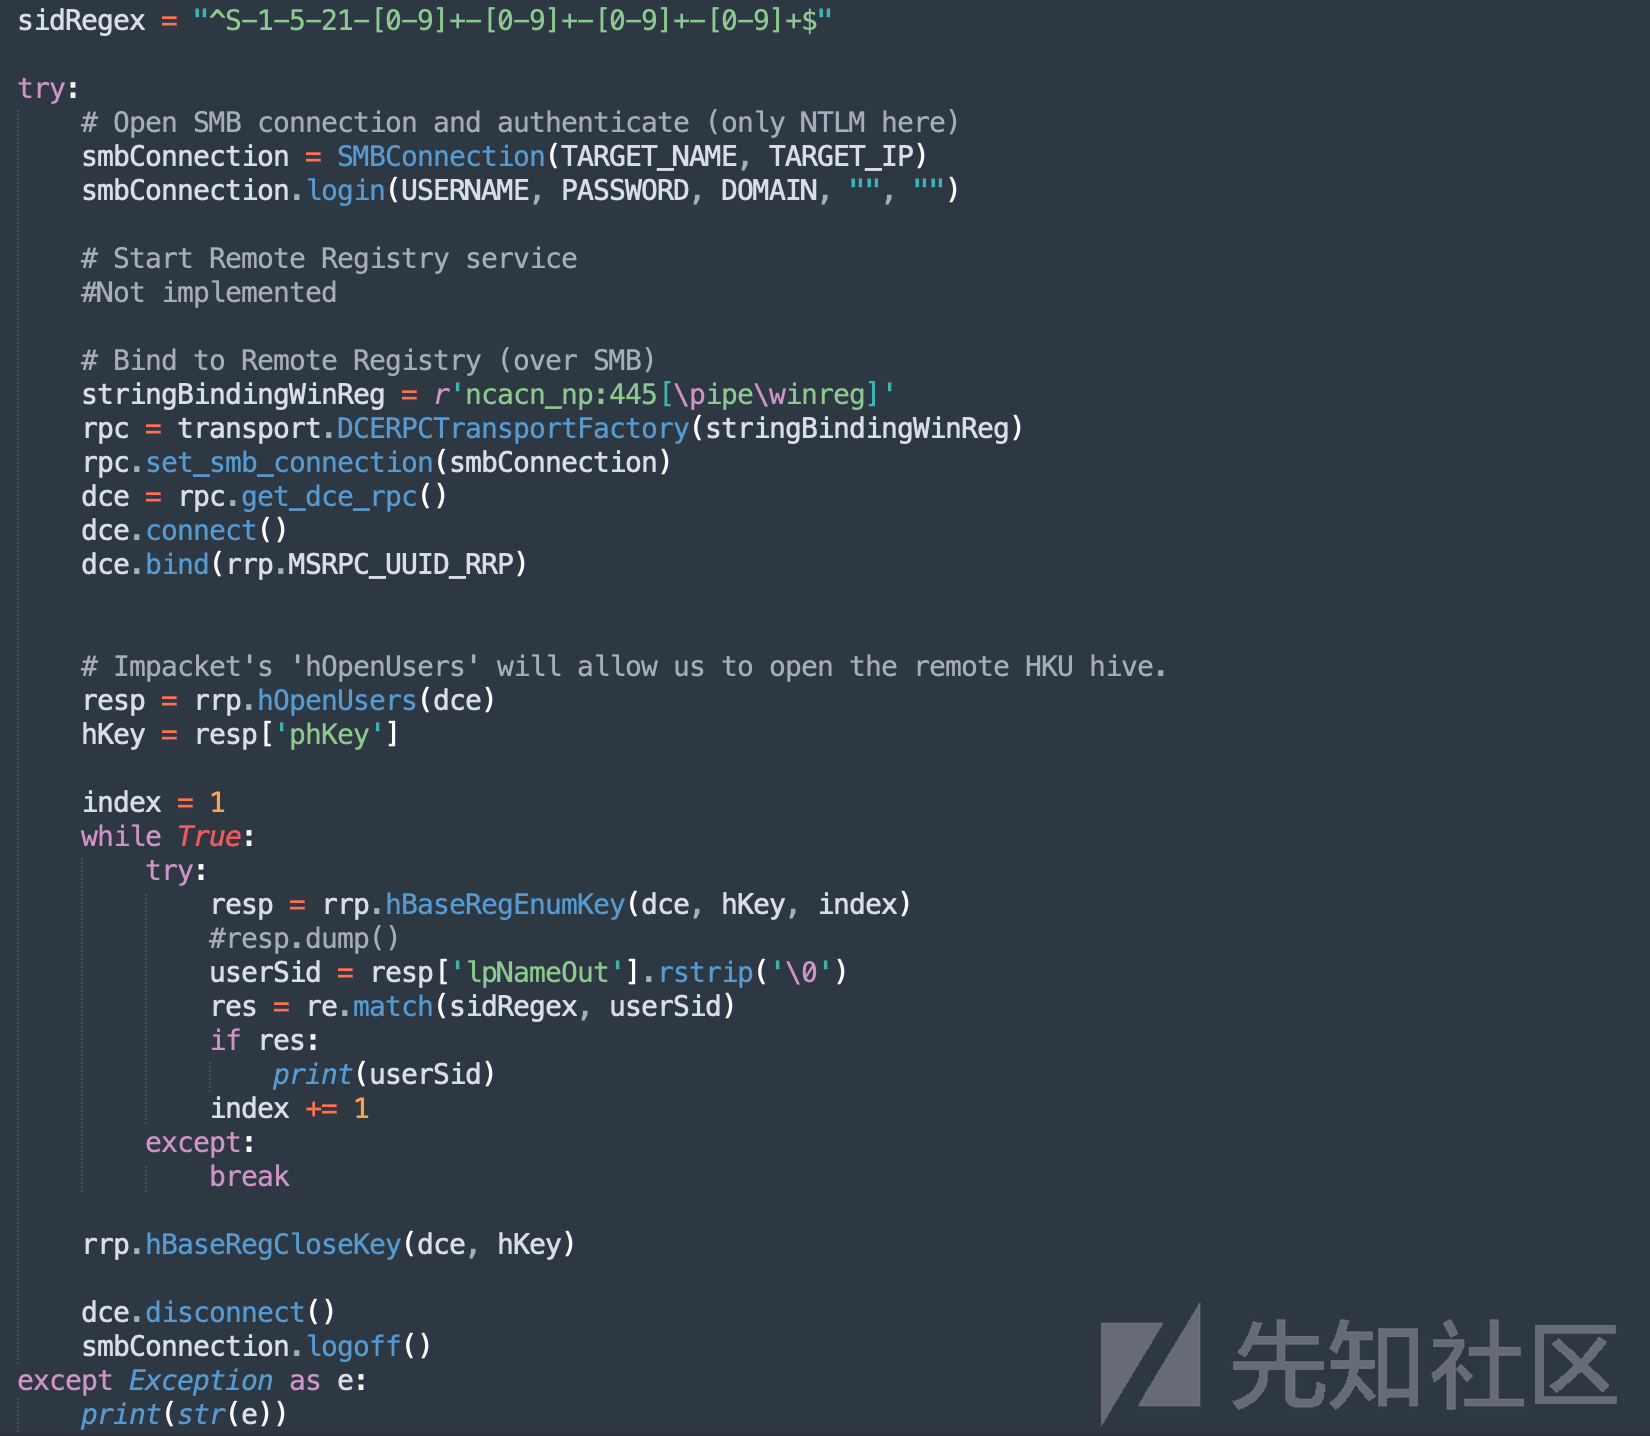 sidRegex = "^S-1-5-21-[0-9]+-[0-9]+-[0-9]+-[0-9]+$"
try:
    # Open SMB connection and authenticate (only NTLM here)
    smbConnection = SMBConnection(TARGET_NAME, TARGET_IP)
    smbConnection.login(USERNAME, PASSWORD, DOMAIN, "", "")
    # Start Remote Registry service
    #Not implemented
    # Bind to Remote Registry (over SMB)
    stringBindingWinReg = r'ncacn_np:445[\pipe\winreg]'
    rpc = transport.DCERPCTransportFactory(stringBindingWinReg)
    rpc.set_smb_connection(smbConnection)
    dce = rpc.get_dce_rpc()
    dce.connect()
    dce.bind(rrp.MSRPC_UUID_RRP)
    # Impacket's 'hOpenUsers' will allow us to open the remote HKU hive.
    resp = rrp.hOpenUsers(dce)
    hKey = resp['phKey']
    index = 1
    while True:
        try:
            resp = rrp.hBaseRegEnumKey(dce, hKey, index)
            #resp.dump()
            userSid = resp['lpNameOut'].rstrip('\0')
            res = re.match(sidRegex, userSid)
            if res:
                print(userSid)
            index += 1
        except:
            break
    rrp.hBaseRegCloseKey(dce, hKey)
    dce.disconnect()
    smbConnection.logoff()
except Exception as e:
    print(str(e))
先知社区